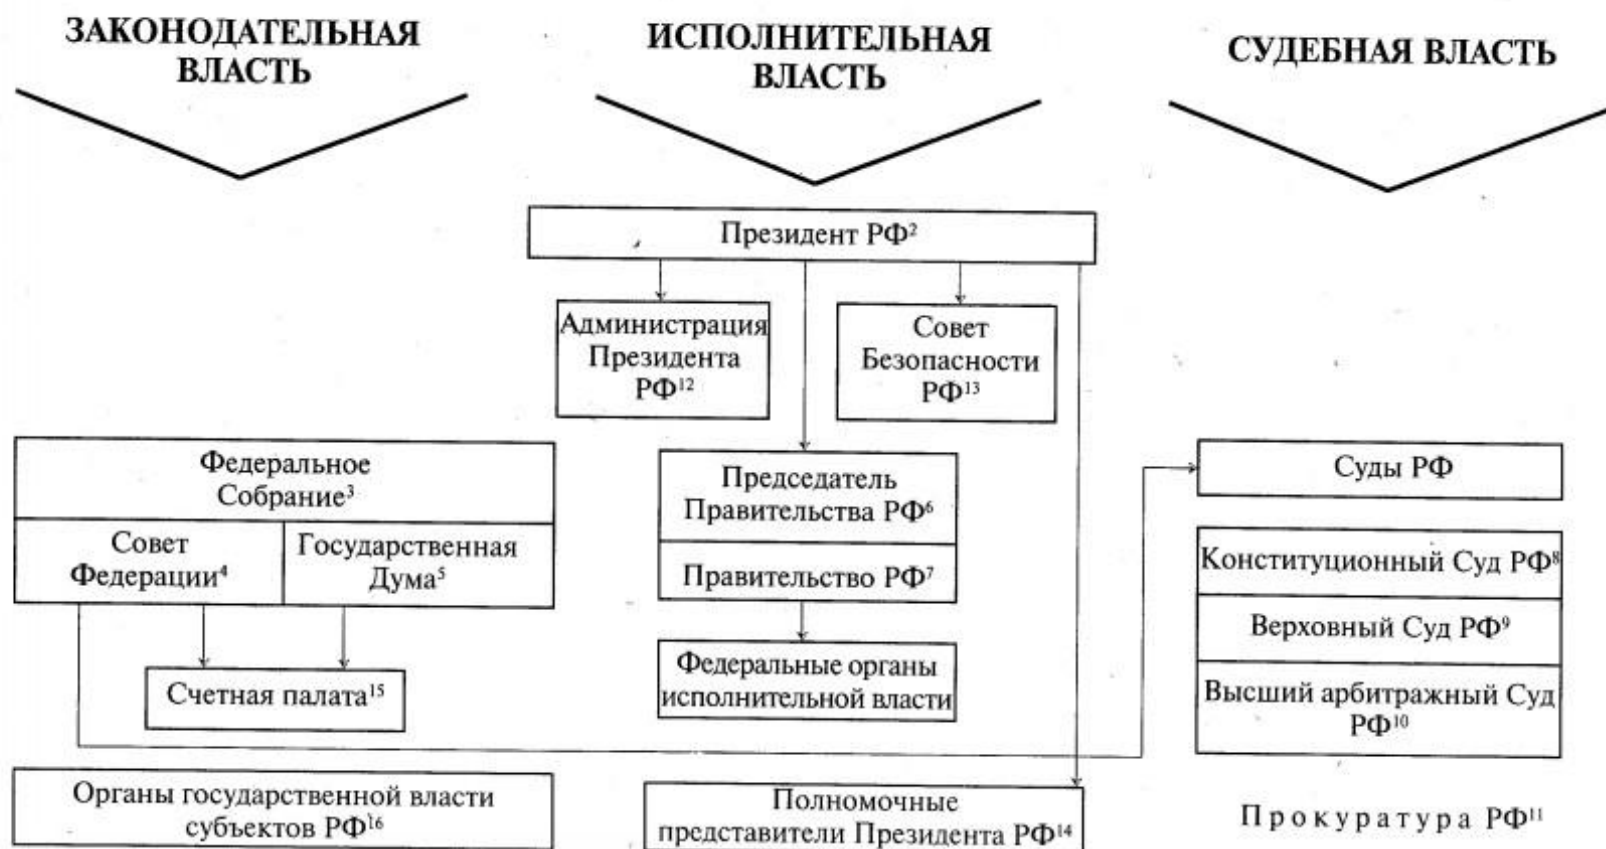 ЗАКОНОДАТЕЛЬНАЯ
ВЛАСТЬ
ИСПОЛНИТЕЛЬНАЯ
ВЛАСТЬ
СУДЕБНАЯ ВЛАСТЬ
Президент РФ²
Администрация
Президента
РФ¹²
Совет
Безопасности
РФ¹³
Федеральное
Собрание³
Совет
Федерации⁴
Государственная
Дума⁵
Счетная палата¹⁵
Председатель
Правительства РФ⁶
Правительство РФ⁷
Федеральные органы
исполнительной власти
Суды РФ
Конституционный Суд РФ⁸
Верховный Суд РФ⁹
Высший арбитражный Суд
РФ¹⁰
Органы государственной власти
субъектов РФ¹⁶
Полномочные
представители Президента РФ¹⁴
Прокуратура РФ¹¹